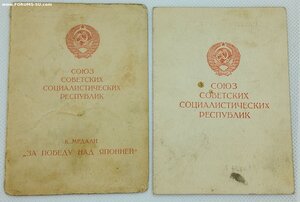 www.FORUMS-SU.com
СОЮЗ
СОВЕТСКИХ
СОЦИАЛИСТИЧЕСКИХ
РЕСПУБЛИК
К МЕДАЛИ
„ЗА ПОБЕДУ НАД ЯПОНИЕЙ“
СОЮЗ
СОВЕТСКИХ
СОЦИАЛИСТИЧЕСКИХ
РЕСПУБЛИК